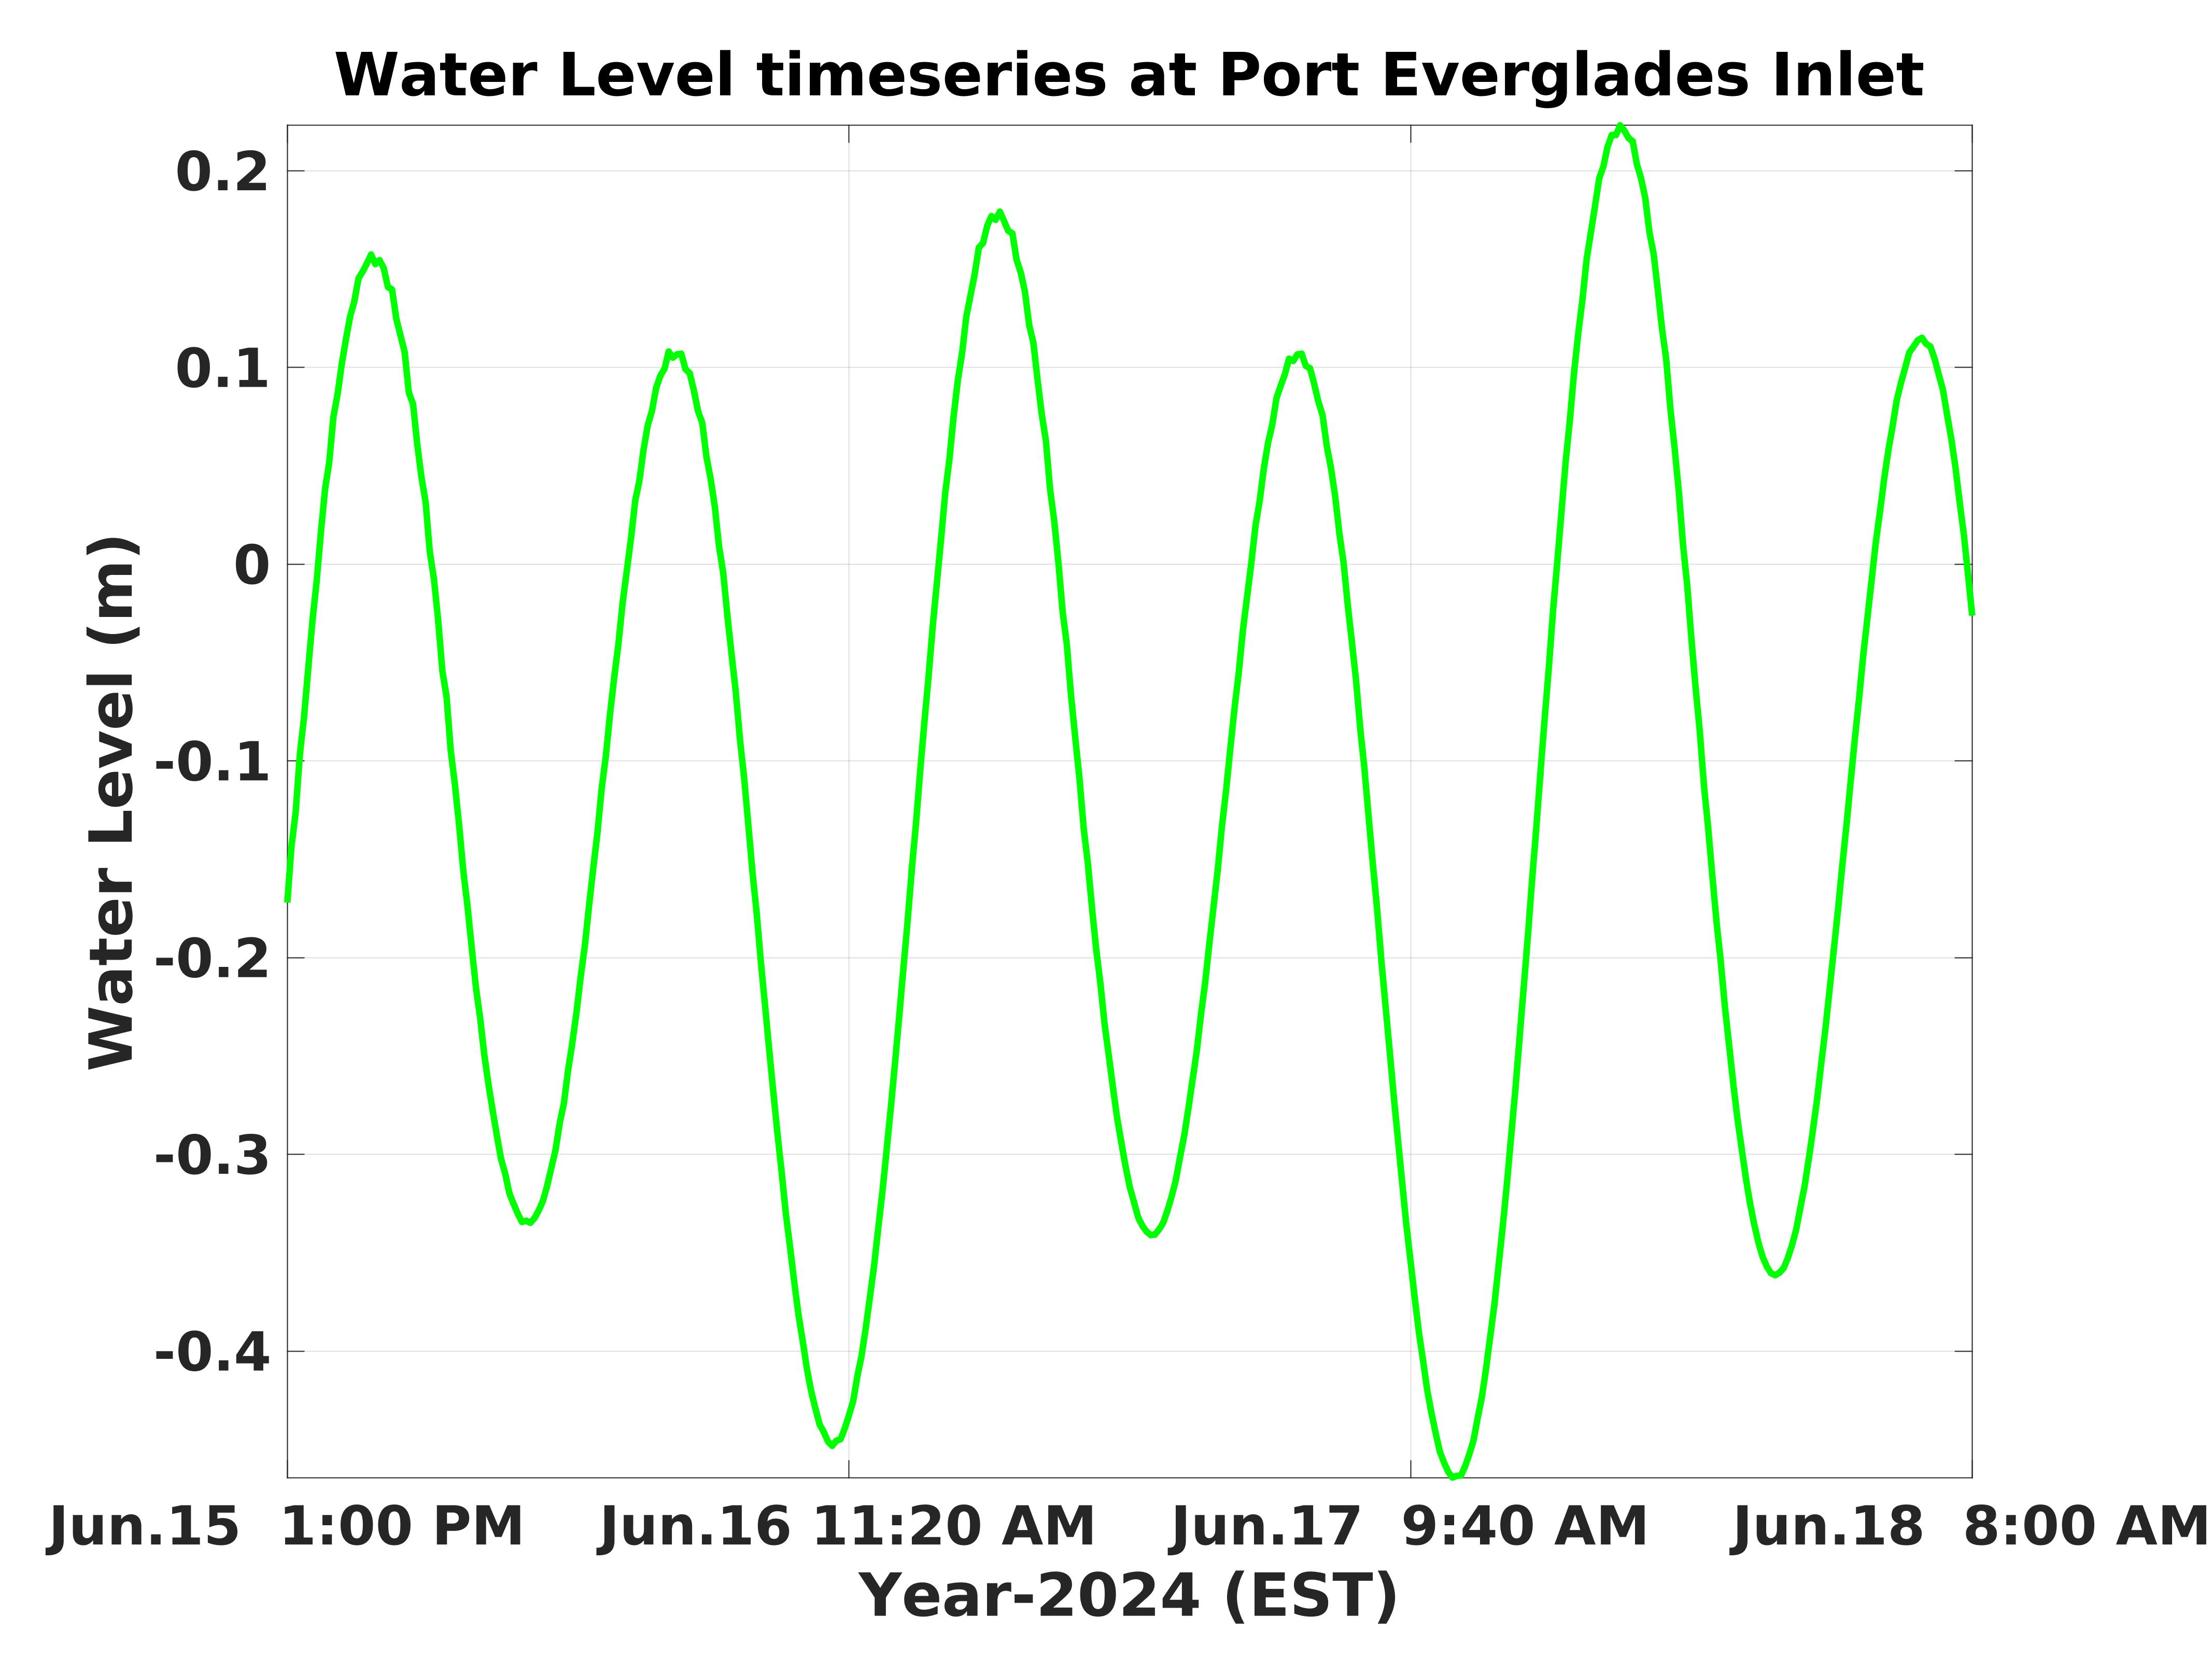 Water Level timeseries at Port Everglades Inlet
0.2
0.1
0
-0.1
-0.2
-0.3
-0.4
Water Level (m)
Jun.15 1:00 PM Jun.16 11:20 AM Jun.17 9:40 AM Jun.18 8:00 AM
Year-2024 (EST)